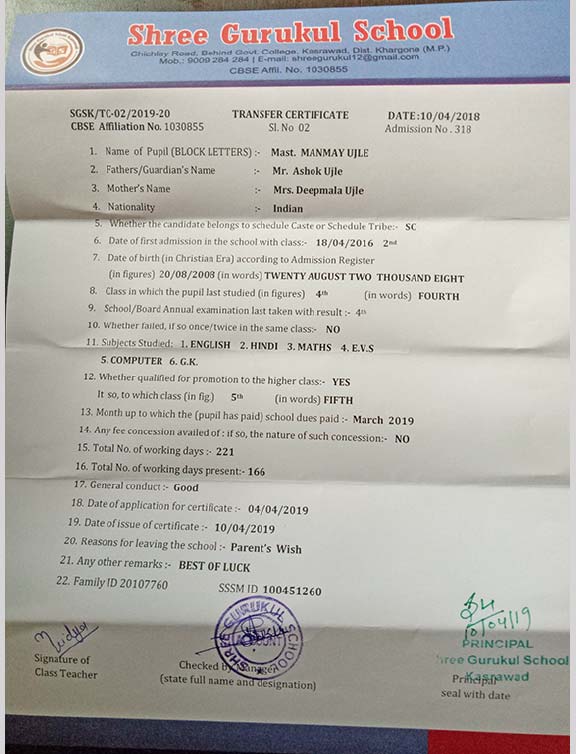 Shree Gurukul School
Ghichlay Road, Behind Govt. College, Kasrawad, Dist. Khargone (M.P.)
Mob.: 9009 284 284 | E-mail: shreegurukul12@gmail.com
CBSE Affil. No. 1030855
SGSK/TC-02/2019-20 TRANSFER CERTIFICATE DATE:10/04/2018
CBSE Affiliation No. 1030855 Sl. No 02 Admission No. 318
1. Name of Pupil (BLOCK LETTERS) :- Mast. MANMAY UJLE
2. Fathers/Guardian's Name :- Mr. Ashok Ujle
3. Mother's Name :- Mrs. Deepmala Ujle
4. Nationality :- Indian
5. Whether the candidate belongs to schedule Caste or Schedule Tribe:- SC
6. Date of first admission in the school with class:- 18/04/2016 2nd
7. Date of birth (in Christian Era) according to Admission Register
(in figures) 20/08/2008 (in words) TWENTY AUGUST TWO THOUSAND EIGHT
8. Class in which the pupil last studied (in figures) 4th (in words) FOURTH
9. School/Board Annual examination last taken with result :- 4th
10. Whether failed, if so once/twice in the same class:- NO
11. Subjects Studied: 1. ENGLISH 2. HINDI 3. MATHS 4. E.V.S
5. COMPUTER 6. G.K.
12. Whether qualified for promotion to the higher class:- YES
It so, to which class (in fig.) 5th (in words) FIFTH
13. Month up to which the (pupil has paid) school dues paid :- March 2019
14. Any fee concession availed of : if so, the nature of such concession:- NO
15. Total No. of working days :- 221
16. Total No. of working days present:- 166
17. General conduct :- Good
18. Date of application for certificate :- 04/04/2019
19. Date of issue of certificate :- 10/04/2019
20. Reasons for leaving the school :- Parent's Wish
21. Any other remarks :- BEST OF LUCK
22. Family ID 20107760 SSSM ID 100451260
SHREE GURUKUL SCHOOL
10/04/19
PRINCIPAL
Shree Gurukul School
Kasrawad
Signature of
Class Teacher
Checked by Manager
(state full name and designation)
Principal
seal with date